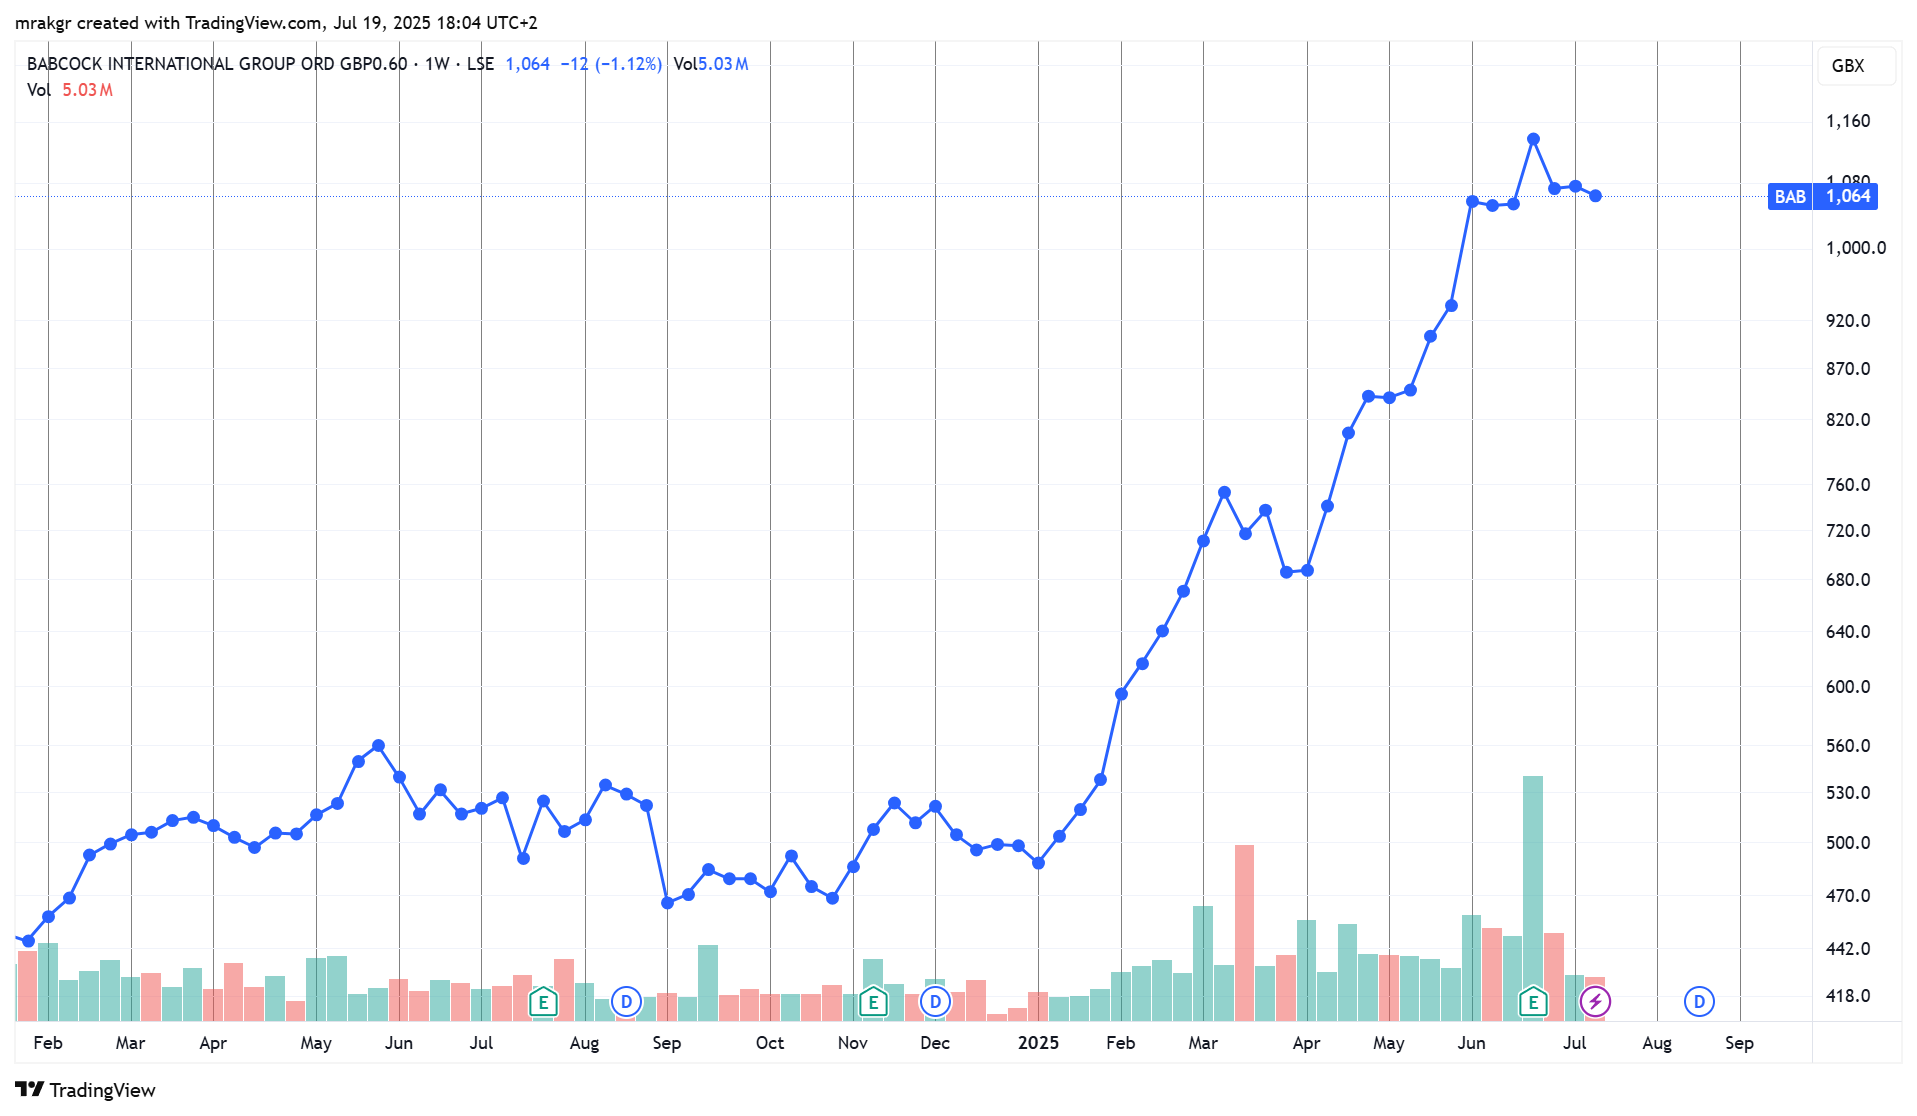 mrakgr created with TradingView.com, Jul 19, 2025 18:04 UTC+2
BABCOCK INTERNATIONAL GROUP ORD GBP0.60 · 1W · LSE 1,064 −12 (−1.12%) Vol5.03M
Vol 5.03M
GBX
1,160
1,080
BAB 1,064
1,000.0
920.0
870.0
820.0
760.0
720.0
680.0
640.0
600.0
560.0
530.0
500.0
470.0
442.0
418.0
E D E D E D
Feb Mar Apr May Jun Jul Aug Sep Oct Nov Dec 2025 Feb Mar Apr May Jun Jul Aug Sep
TradingView